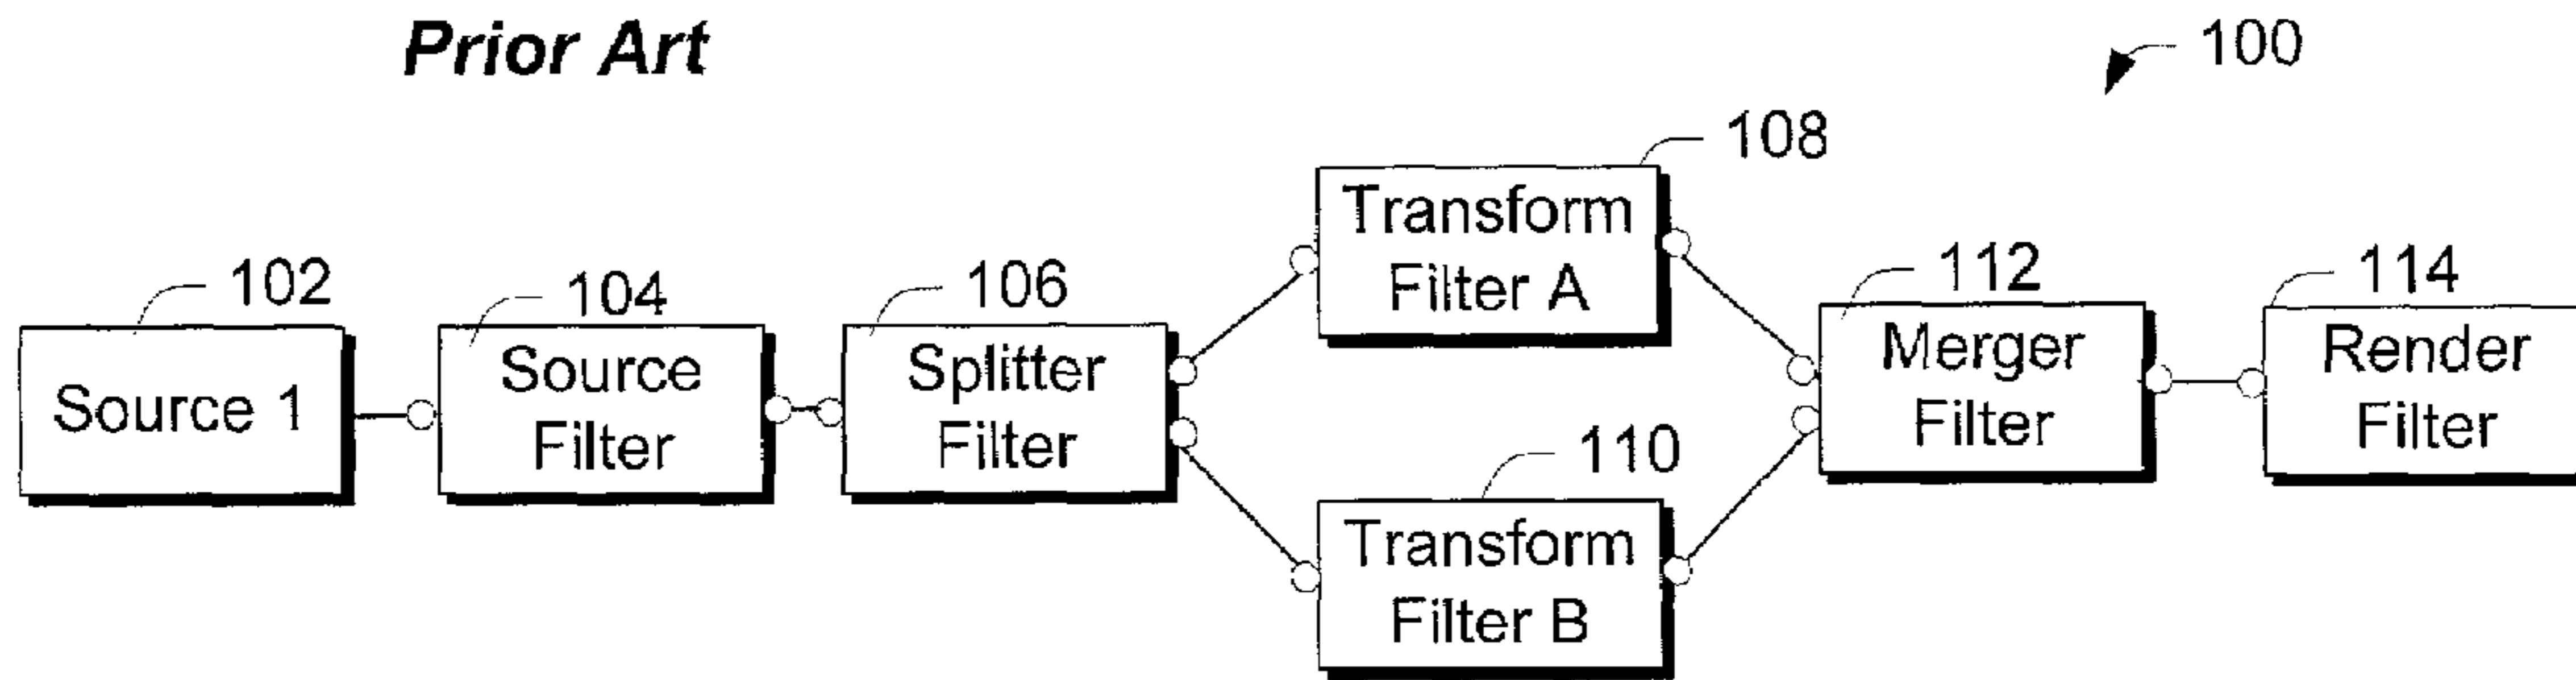 Prior Art
100
108
Transform
Filter A
102
104
106
112
114
Source 1
Source
Filter
Splitter
Filter
Merger
Filter
Render
Filter
110
Transform
Filter B